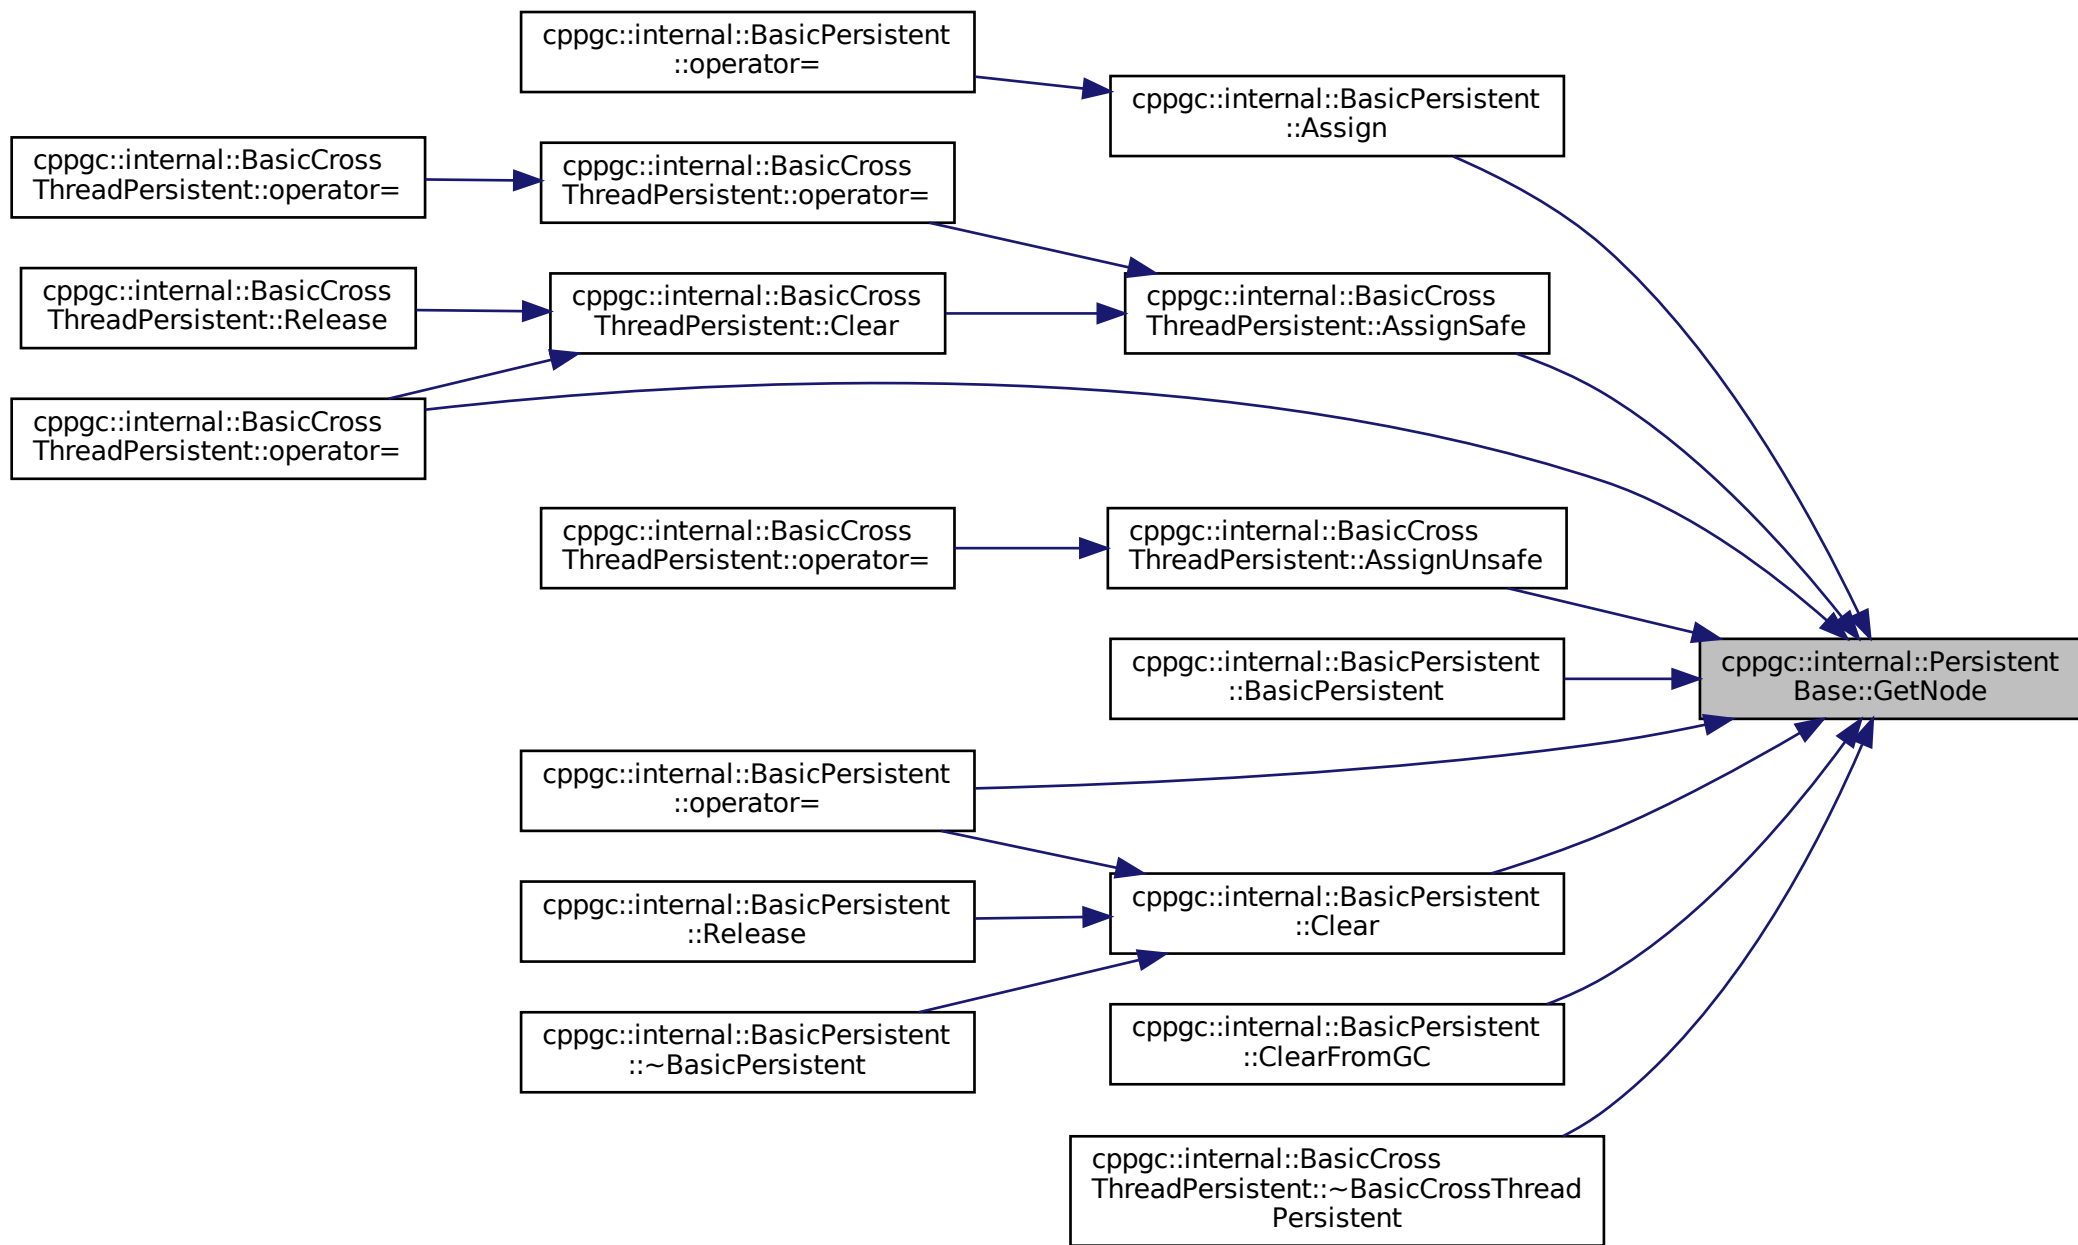 cppgc::internal::BasicPersistent
::operator=
cppgc::internal::BasicPersistent
::Assign
cppgc::internal::BasicCross
ThreadPersistent::operator=
cppgc::internal::BasicCross
ThreadPersistent::operator=
cppgc::internal::BasicCross
ThreadPersistent::Release
cppgc::internal::BasicCross
ThreadPersistent::Clear
cppgc::internal::BasicCross
ThreadPersistent::AssignSafe
cppgc::internal::BasicCross
ThreadPersistent::operator=
cppgc::internal::BasicCross
ThreadPersistent::operator=
cppgc::internal::BasicCross
ThreadPersistent::AssignUnsafe
cppgc::internal::BasicPersistent
::BasicPersistent
cppgc::internal::Persistent
Base::GetNode
cppgc::internal::BasicPersistent
::operator=
cppgc::internal::BasicPersistent
::Release
cppgc::internal::BasicPersistent
::Clear
cppgc::internal::BasicPersistent
::~BasicPersistent
cppgc::internal::BasicPersistent
::ClearFromGC
cppgc::internal::BasicCross
ThreadPersistent::~BasicCrossThread
Persistent